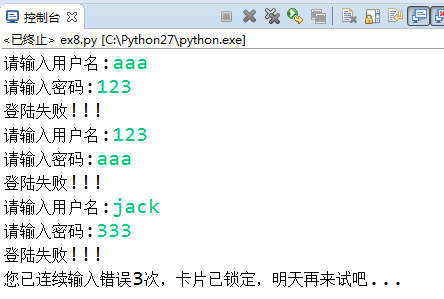 控制台
<已终止> ex8.py [C:\Python27\python.exe]
请输入用户名:aaa
请输入密码:123
登陆失败!!!
请输入用户名:123
请输入密码:aaa
登陆失败!!!
请输入用户名:jack
请输入密码:333
登陆失败!!!
您已连续输入错误3次，卡片已锁定，明天再来试吧...